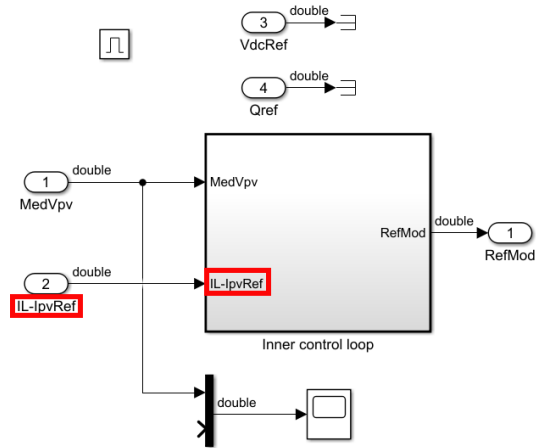 double
3
VdcRef
double
4
Qref
double
1
MedVpv
MedVpv
RefMod
double
1
RefMod
double
2
IL-IpvRef
IL-IpvRef
Inner control loop
double